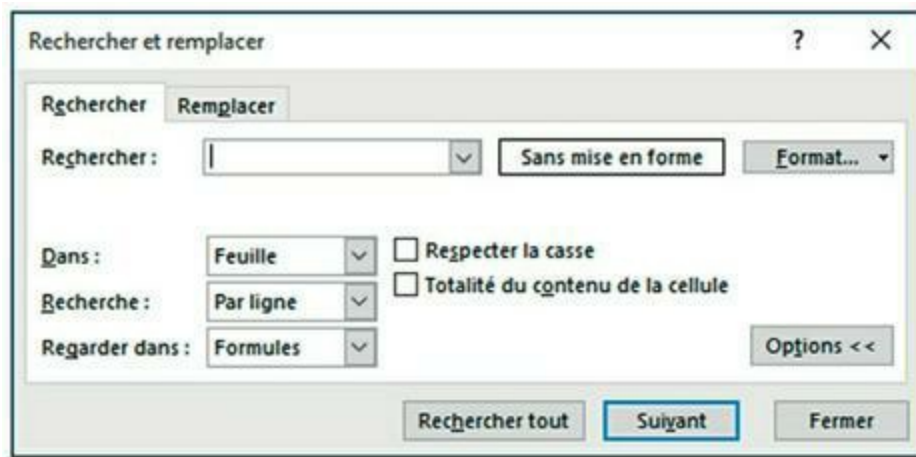 Rechercher et remplacer ? X
Rechercher Remplacer
Rechercher : Sans mise en forme Format...
Dans : Feuille Respecter la casse
Totalité du contenu de la cellule
Recherche : Par ligne
Regarder dans : Formules Options <<
Rechercher tout Suivant Fermer